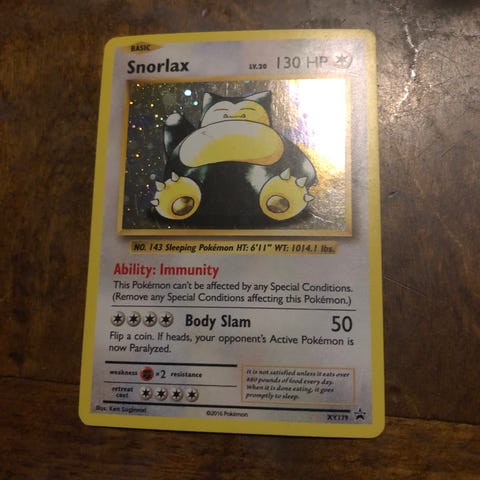 BASIC
Snorlax LV.20 130 HP
NO. 143 Sleeping Pokémon HT: 6'11" WT: 1014.1 lbs.
Ability: Immunity
This Pokémon can't be affected by any Special Conditions.
(Remove any Special Conditions affecting this Pokémon.)
Body Slam 50
Flip a coin. If heads, your opponent's Active Pokémon is
now Paralyzed.
weakness ×2 resistance
retreat
cost
It is not satisfied unless it eats over
880 pounds of food every day.
When it is done eating, it goes
promptly to sleep.
Illus. Ken Sugimori
©2016 Pokémon
XY179